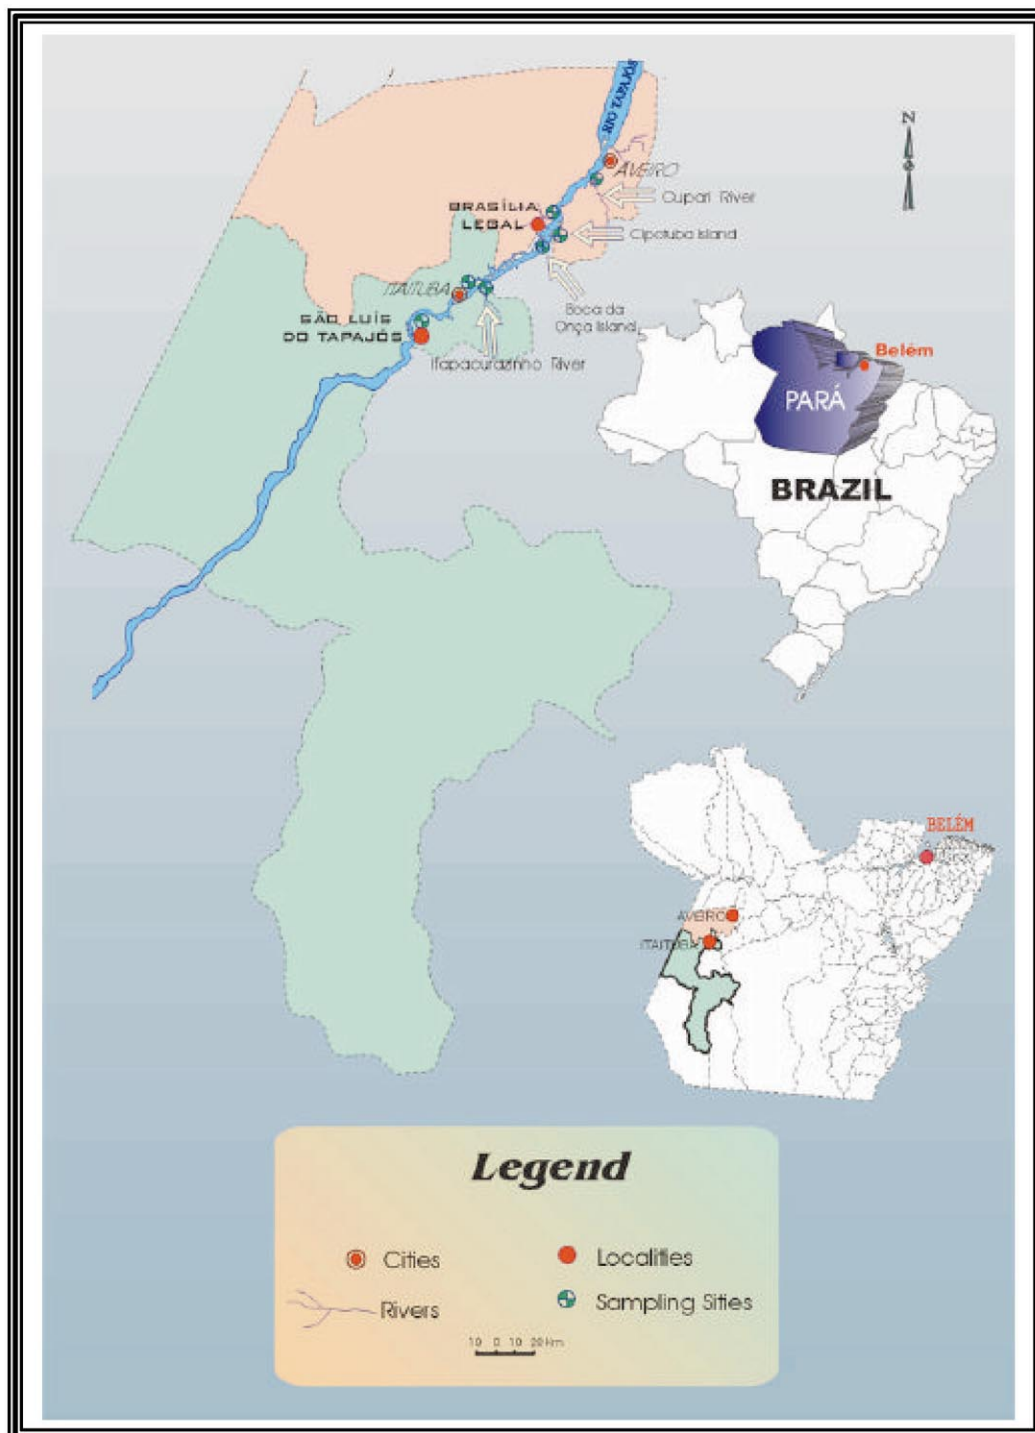 RIO TAPAJÓS
N
AVEIRO
BRASÍLIA
LEGAL
Cupari River
Cipotuba Island
ITAITUBA
Boca da
Onça Island
SÃO LUÍS
DO TAPAJÓS
Itapacurazinho River
Belém
PARÁ
BRAZIL
BELÉM
AVEIRO
ITAITUBA
Legend
Cities
Localities
Rivers
Sampling Sities
10 0 10 20 Km